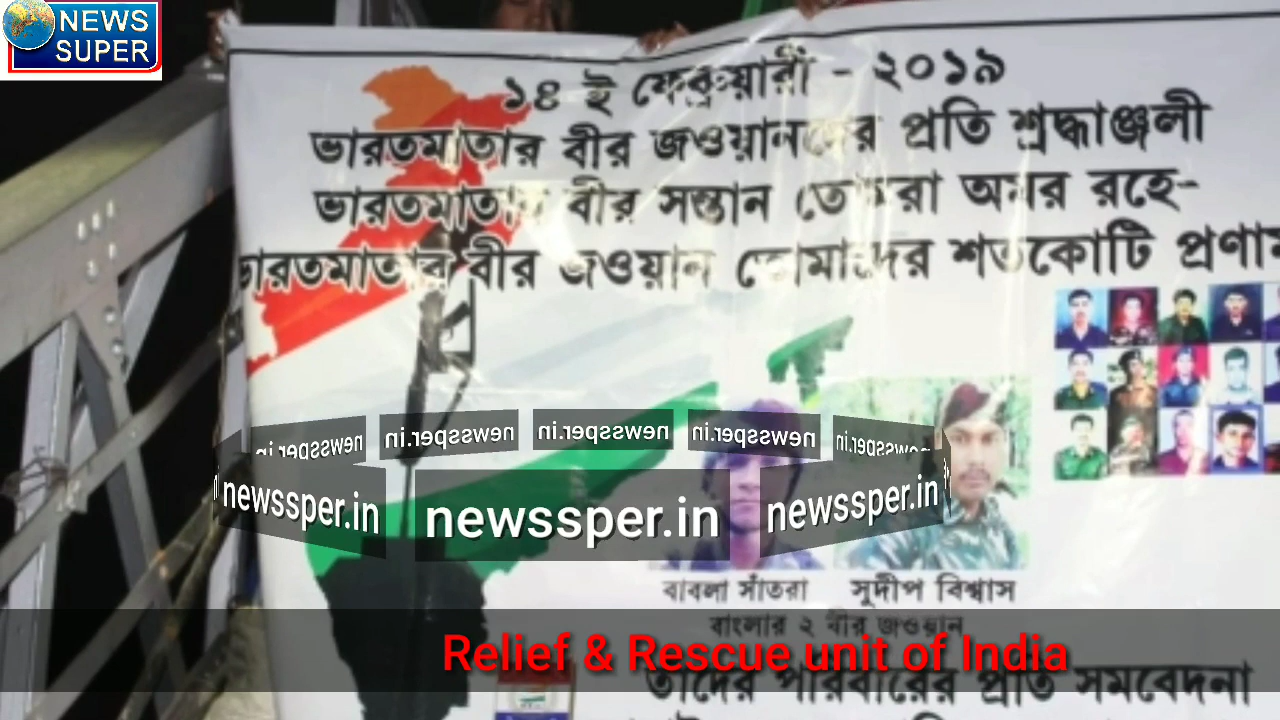 NEWS
SUPER
১৪ ই ফেব্রুয়ারী - ২০১৯
ভারতমাতার বীর জওয়ানদের প্রতি শ্রদ্ধাঞ্জলী
ভারতমাতার বীর সন্তান তোমরা অমর রহে-
ভারতমাতার বীর জওয়ান তোমাদের শতকোটি প্রণাম
newssper.in newssper.in newssper.in newssper.in newssper.in
newssper.in newssper.in newssper.in
বাবলা সাঁতরা সুদীপ বিশ্বাস
বাংলার ২ বীর জওয়ান
Relief & Rescue unit of India
তাদের পরিবারের প্রতি সমবেদনা